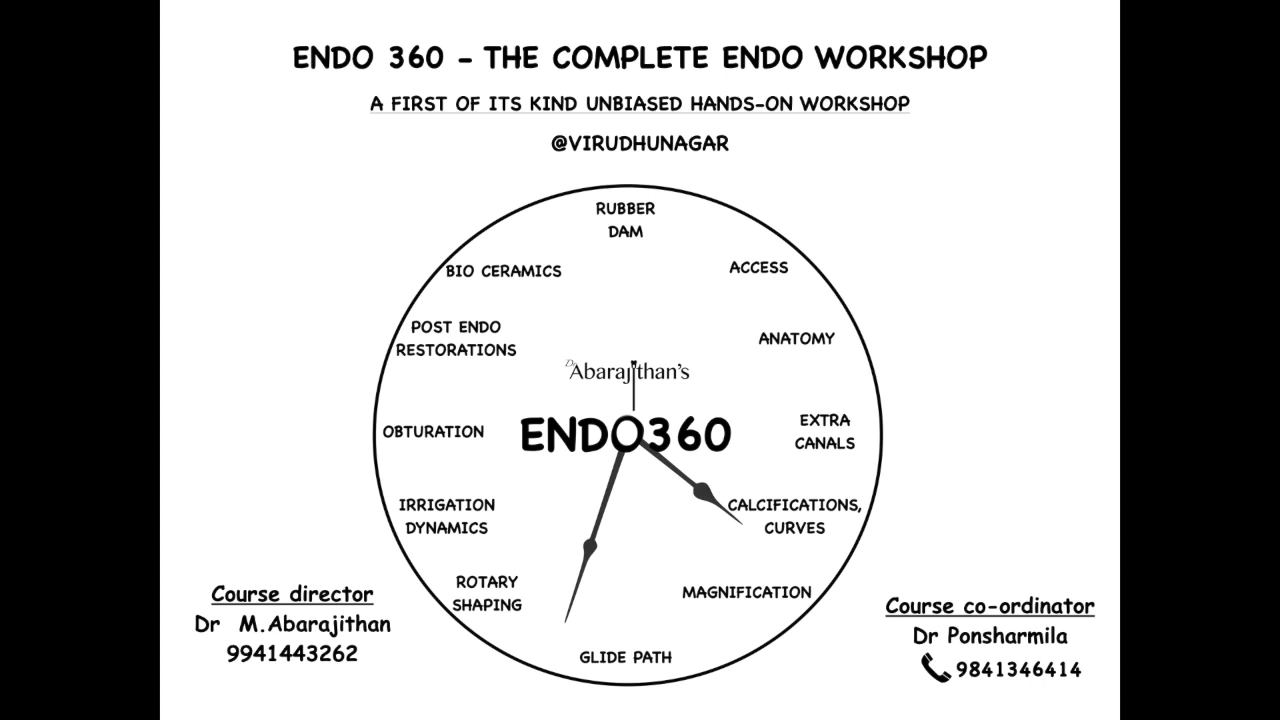 ENDO 360 - THE COMPLETE ENDO WORKSHOP
A FIRST OF ITS KIND UNBIASED HANDS-ON WORKSHOP
@VIRUDHUNAGAR
RUBBER
DAM
ACCESS
ANATOMY
EXTRA
CANALS
CALCIFICATIONS,
CURVES
MAGNIFICATION
GLIDE PATH
ROTARY
SHAPING
IRRIGATION
DYNAMICS
OBTURATION
POST ENDO
RESTORATIONS
BIO CERAMICS
Dr Abarajithan's
ENDO360
Course director
Dr M.Abarajithan
9941443262
Course co-ordinator
Dr Ponsharmila
9841346414